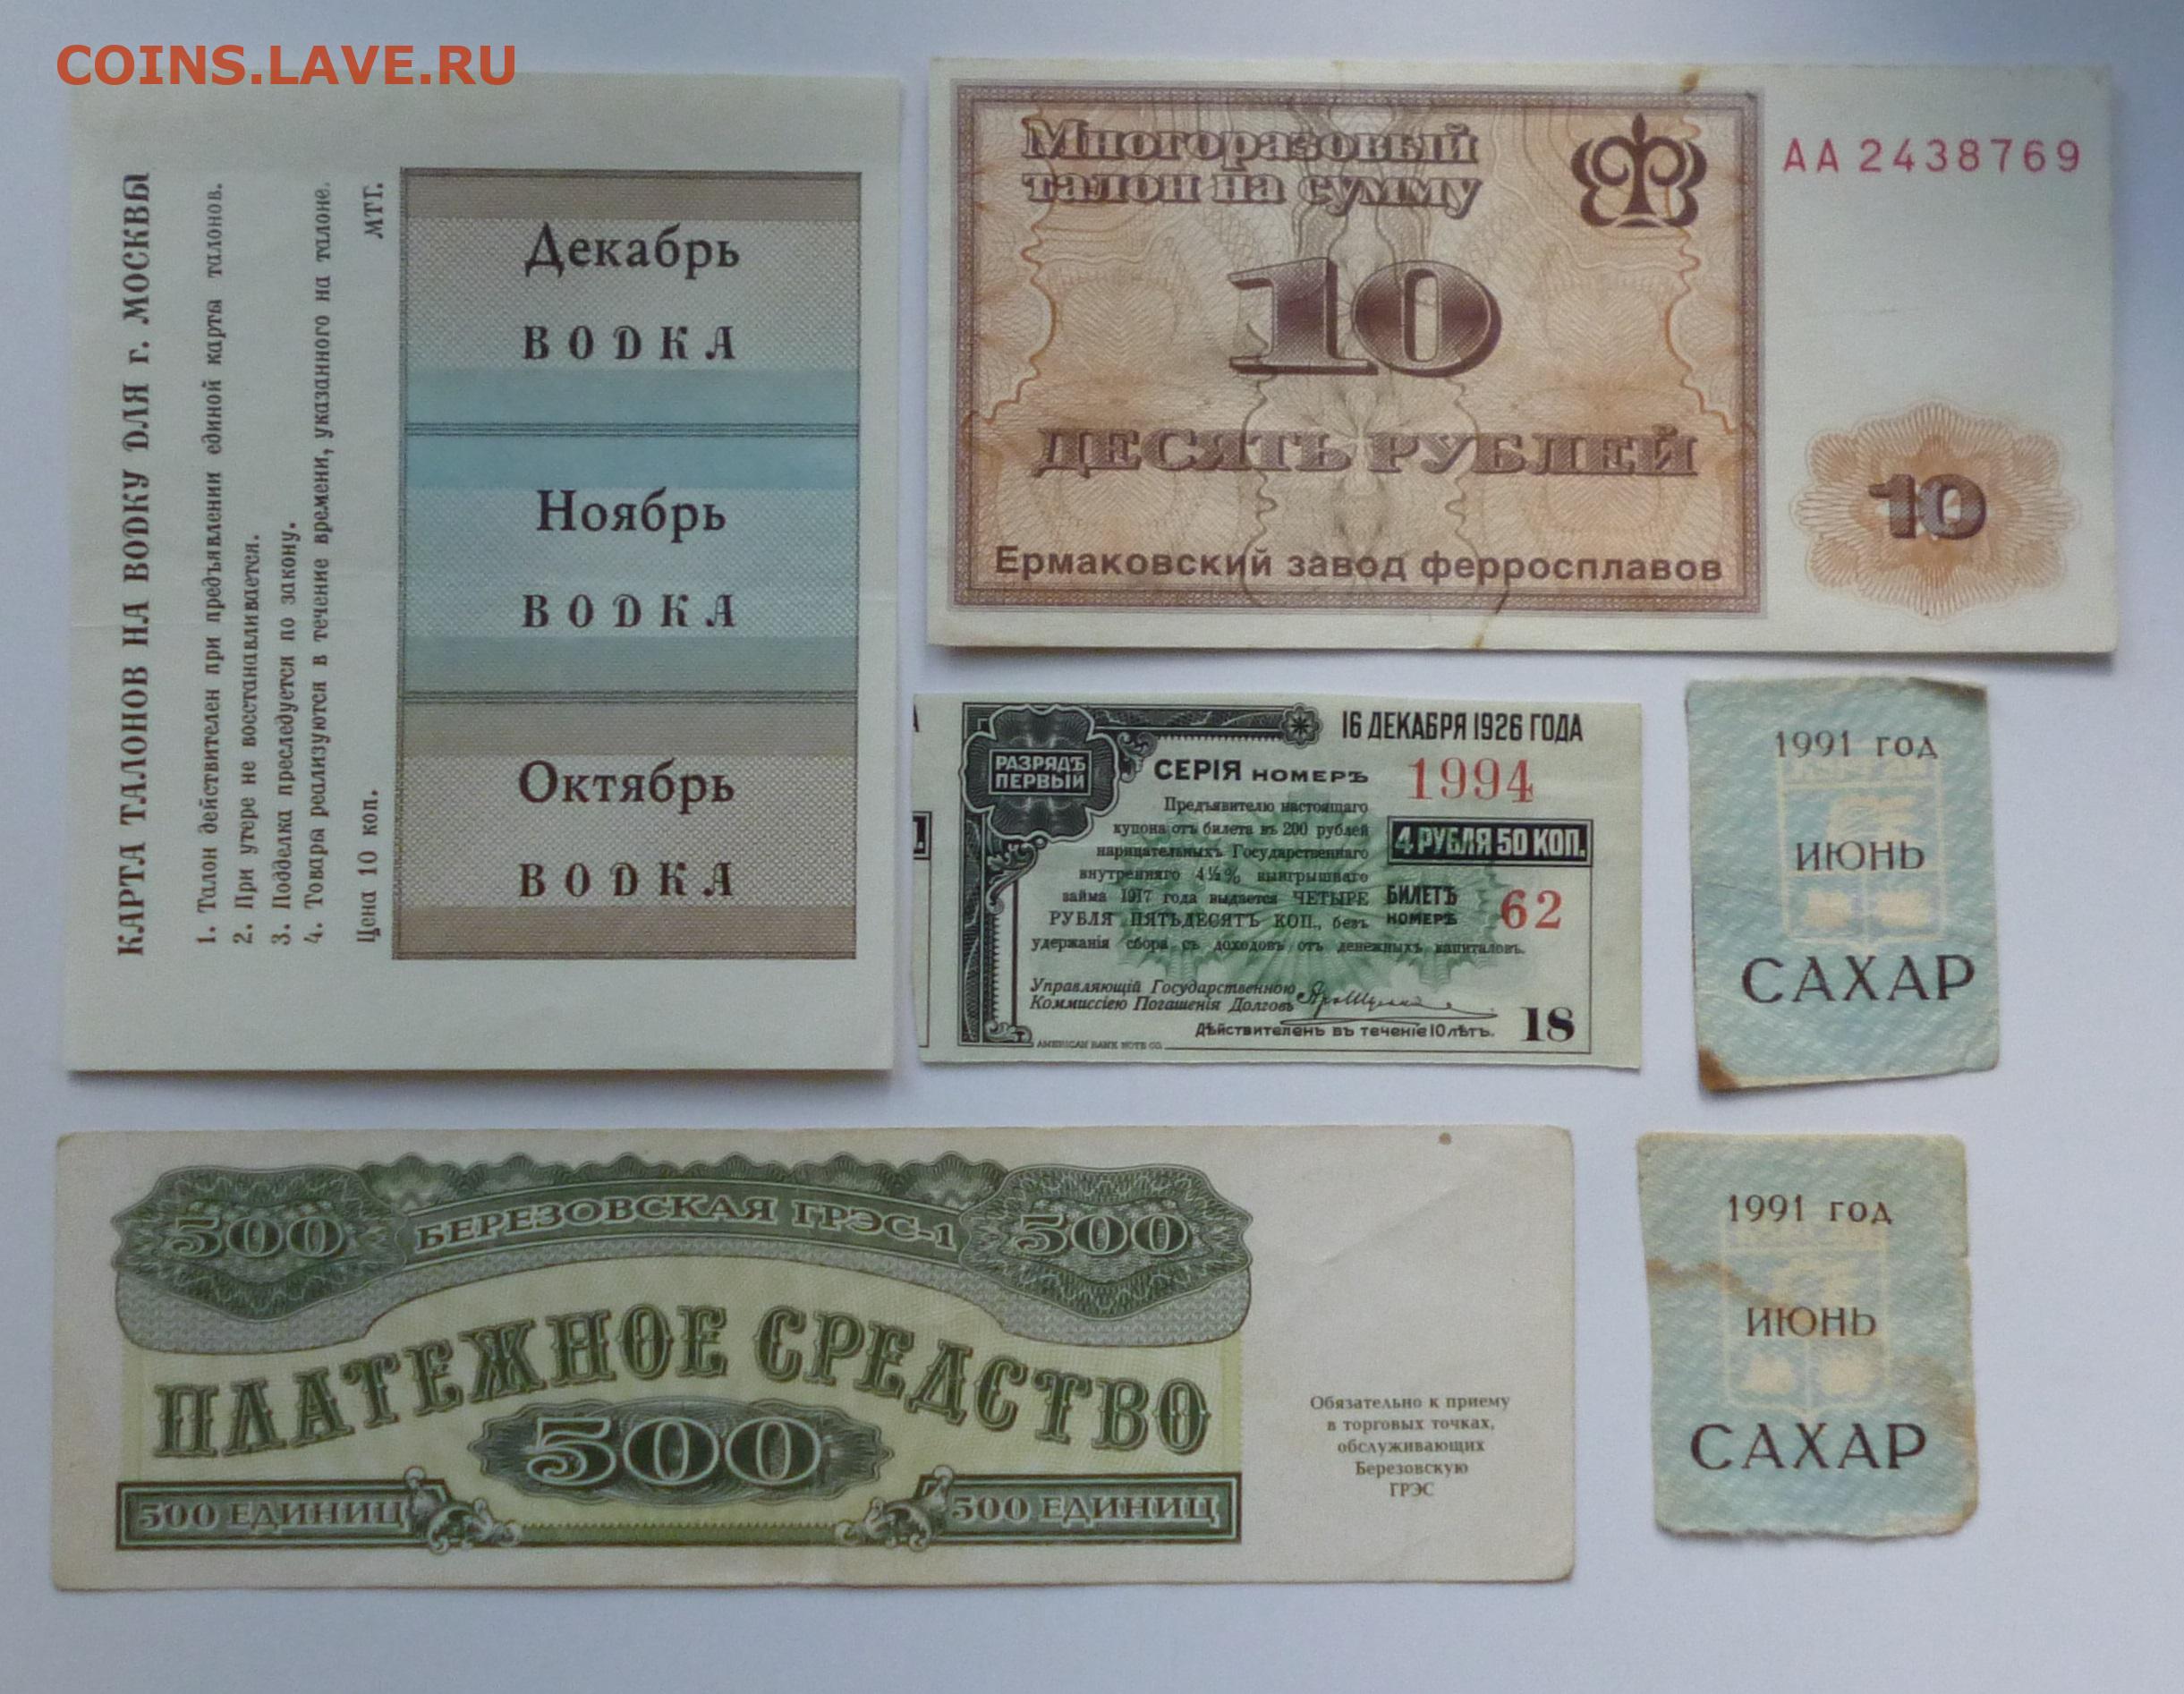 COINS.LAVE.RU
КАРТА ТАЛОНОВ НА ВОДКУ ДЛЯ г. МОСКВЫ
1. Талон действителен при предъявлении единой карты талонов.
2. При утере не восстанавливается.
3. Подделка преследуется по закону.
4. Товары реализуются в течение времени, указанного на талоне.
Цена 10 коп. МТГ.
Декабрь
ВОДКА
Ноябрь
ВОДКА
Октябрь
ВОДКА
Многоразовый
талон на сумму
АА 2438769
10
ДЕСЯТЬ РУБЛЕЙ
10
Ермаковский завод ферросплавов
16 ДЕКАБРЯ 1926 ГОДА
РАЗРЯДЪ
ПЕРВЫЙ
СЕРІЯ НОМЕРЪ 1994
Предъявителю настоящаго
купона отъ билета въ 200 рублей
нарицательныхъ Государственнаго
внутренняго 4½% выигрышнаго
займа 1917 года выдается ЧЕТЫРЕ
РУБЛЯ ПЯТЬДЕСЯТЪ КОП., безъ
удержанія сбора съ доходовъ отъ денежныхъ капиталовъ.
4 РУБЛЯ 50 КОП.
БИЛЕТЪ
НОМЕРЪ 62
Управляющій Государственною
Коммиссіею Погашенія Долговъ
Дѣйствителенъ въ теченіе 10 лѣтъ.
18
AMERICAN BANK NOTE CO.
1991 год
ИЮНЬ
САХАР
500 БЕРЕЗОВСКАЯ ГРЭС-1 500
ПЛАТЕЖНОЕ СРЕДСТВО
500
500 ЕДИНИЦ 500 ЕДИНИЦ
Обязательно к приему
в торговых точках,
обслуживающих
Березовскую
ГРЭС
1991 год
ИЮНЬ
САХАР